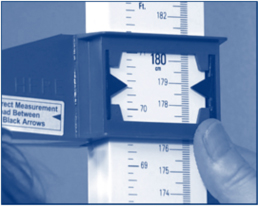 Ft.
182
180
cm
179
178
70
177
rect Measurement
ad Between
Black Arrows
176
69
175
174